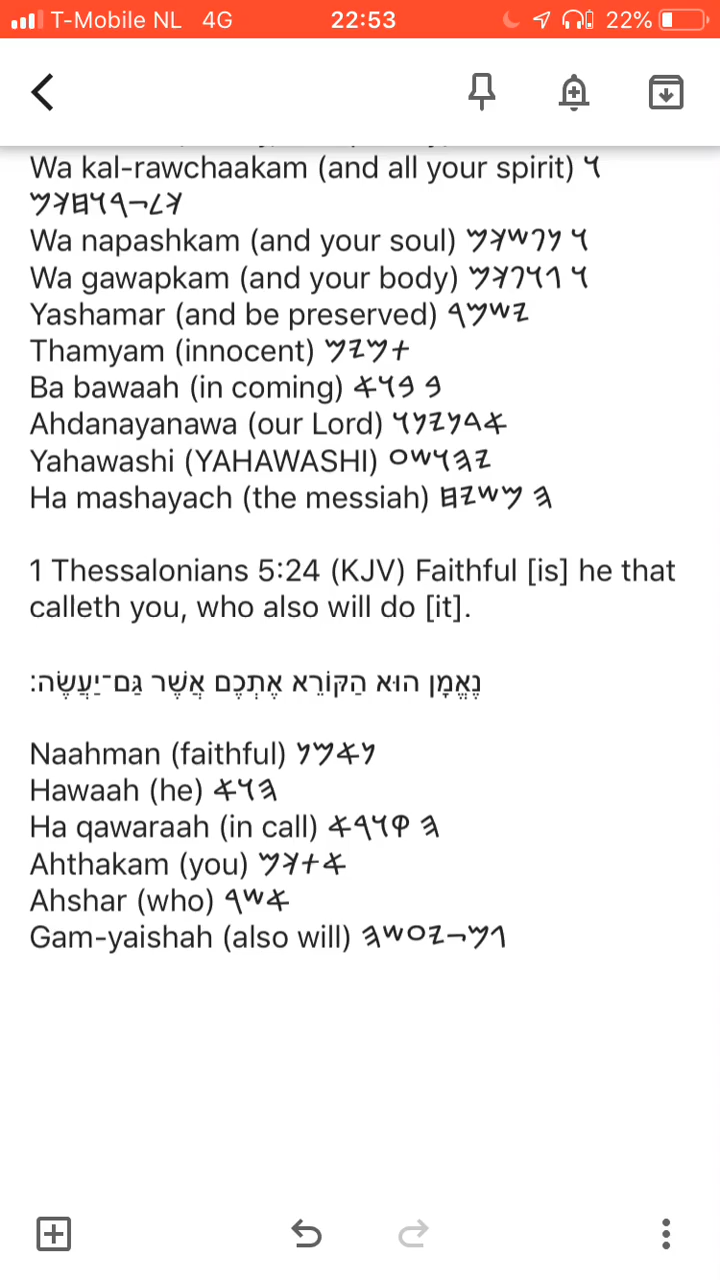 T-Mobile NL 4G 22:53 22%
Wa kal-rawchaakam (and all your spirit) 𐤅
𐤊𐤋־𐤓𐤅𐤇𐤊𐤌
Wa napashkam (and your soul) 𐤅 𐤍𐤐𐤔𐤊𐤌
Wa gawapkam (and your body) 𐤅 𐤂𐤅𐤐𐤊𐤌
Yashamar (and be preserved) 𐤉𐤔𐤌𐤓
Thamyam (innocent) 𐤕𐤌𐤉𐤌
Ba bawaah (in coming) 𐤁 𐤁𐤅𐤀
Ahdanayanawa (our Lord) 𐤀𐤃𐤍𐤉𐤍𐤅
Yahawashi (YAHAWASHI) 𐤉𐤄𐤅𐤔𐤏
Ha mashayach (the messiah) 𐤄 𐤌𐤔𐤉𐤇
1 Thessalonians 5:24 (KJV) Faithful [is] he that
calleth you, who also will do [it].
נֶאֱמָן הוּא הַקּוֹרֵא אֶתְכֶם אֲשֶׁר גַּם־יַעֲשֶׂה׃
Naahman (faithful) 𐤍𐤀𐤌𐤍
Hawaah (he) 𐤄𐤅𐤀
Ha qawaraah (in call) 𐤄 𐤒𐤅𐤓𐤀
Ahthakam (you) 𐤀𐤕𐤊𐤌
Ahshar (who) 𐤀𐤔𐤓
Gam-yaishah (also will) 𐤂𐤌־𐤉𐤏𐤔𐤄